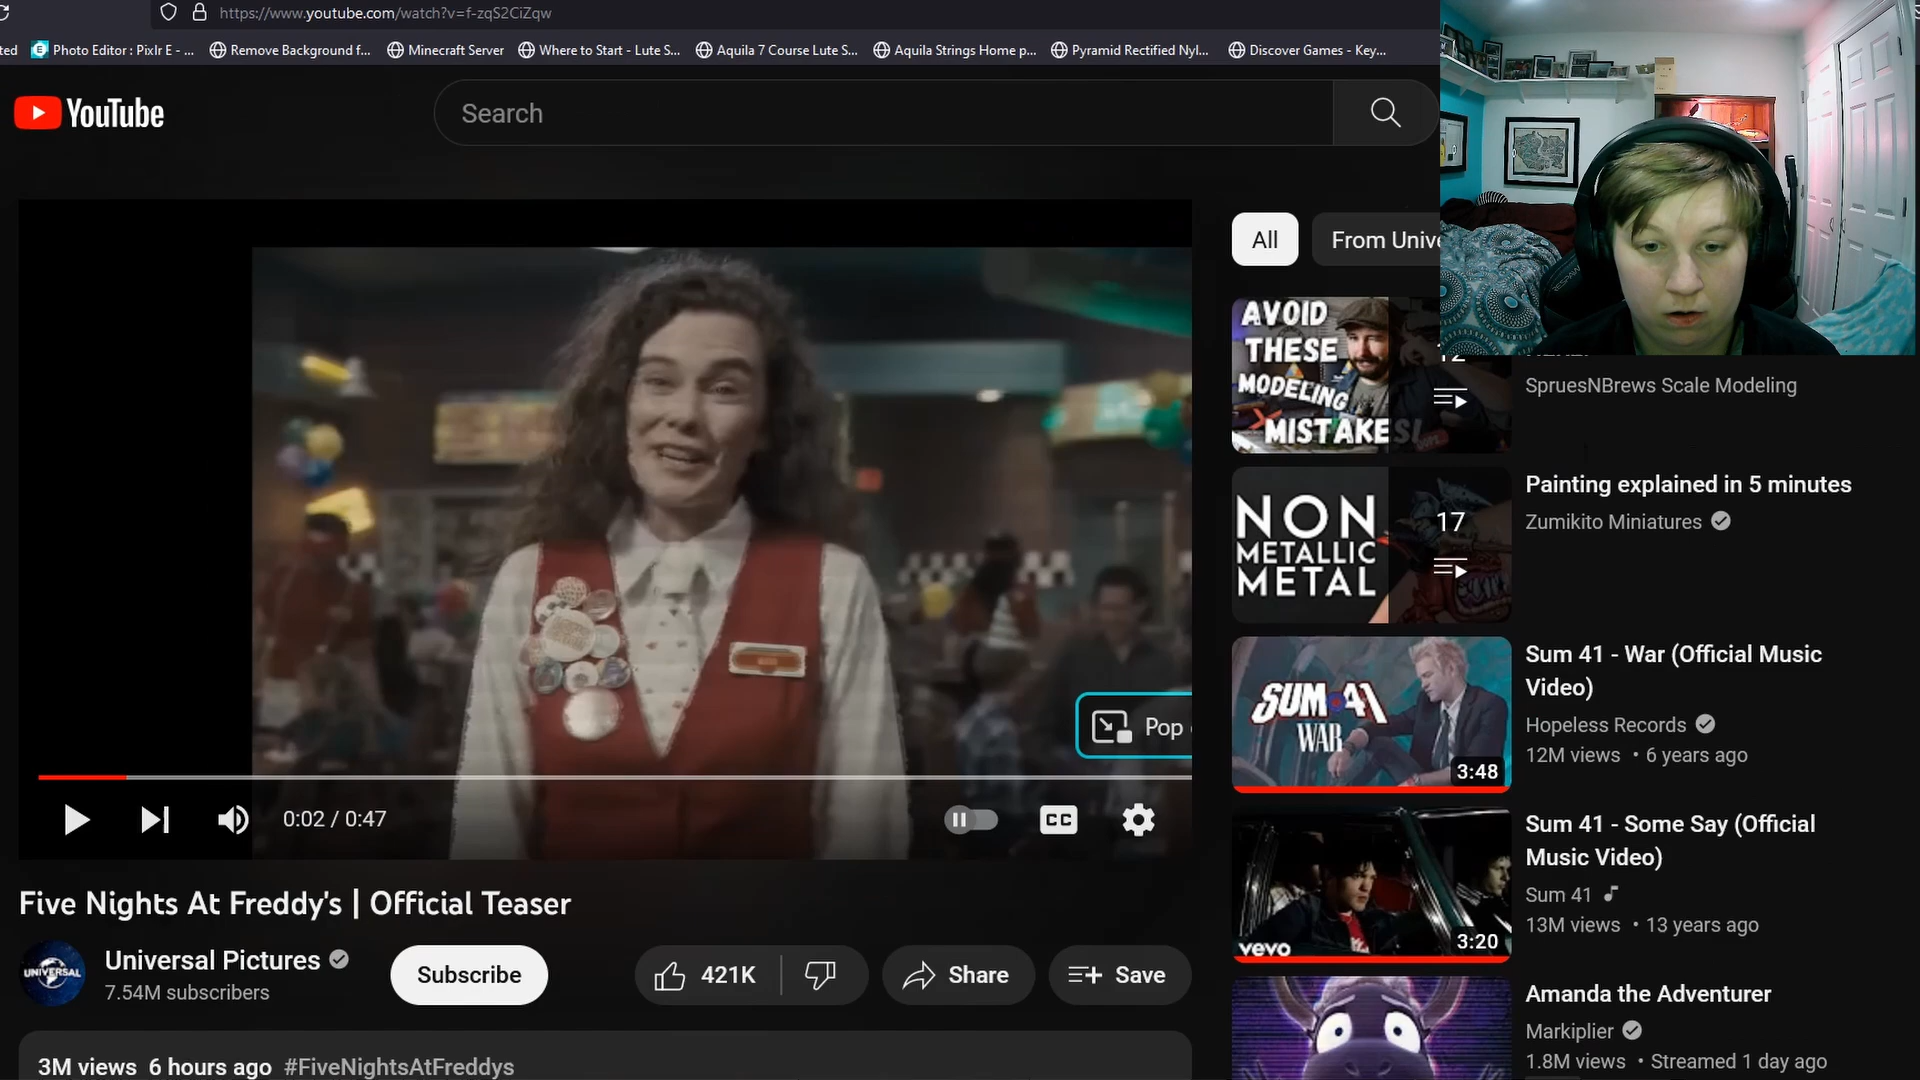 https://www.youtube.com/watch?v=f-zqS2CiZqw
ted Photo Editor : Pixlr E - ... Remove Background f... Minecraft Server Where to Start - Lute S... Aquila 7 Course Lute S... Aquila Strings Home p... Pyramid Rectified Nyl... Discover Games - Key...
YouTube
Search
All
From Unive
AVOID
THESE
MODELING
MISTAKES!
12
SpruesNBrews Scale Modeling
NON
METALLIC
METAL
17
Painting explained in 5 minutes
Zumikito Miniatures
SUM 41
WAR
3:48
Sum 41 - War (Official Music
Video)
Hopeless Records
12M views • 6 years ago
vevo
3:20
Sum 41 - Some Say (Official
Music Video)
Sum 41
13M views • 13 years ago
Amanda the Adventurer
Markiplier
1.8M views • Streamed 1 day ago
Pop
0:02 / 0:47
CC
Five Nights At Freddy's | Official Teaser
UNIVERSAL
Universal Pictures
7.54M subscribers
Subscribe
421K
Share
Save
3M views 6 hours ago #FiveNightsAtFreddys